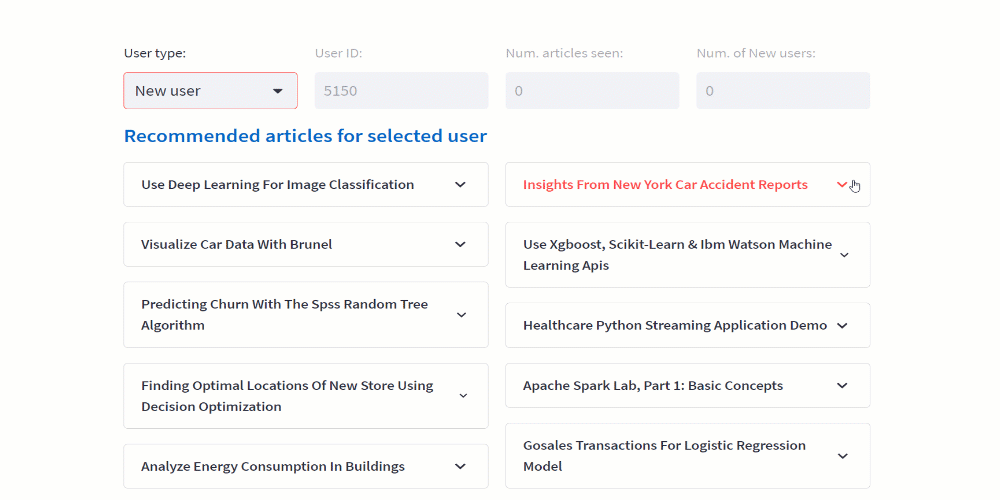 User type:
User ID:
Num. articles seen:
Num. of New users:
New user
5150
0
0
Recommended articles for selected user
Use Deep Learning For Image Classification
Insights From New York Car Accident Reports
Visualize Car Data With Brunel
Use Xgboost, Scikit-Learn & Ibm Watson Machine
Learning Apis
Predicting Churn With The Spss Random Tree
Algorithm
Healthcare Python Streaming Application Demo
Finding Optimal Locations Of New Store Using
Decision Optimization
Apache Spark Lab, Part 1: Basic Concepts
Analyze Energy Consumption In Buildings
Gosales Transactions For Logistic Regression
Model